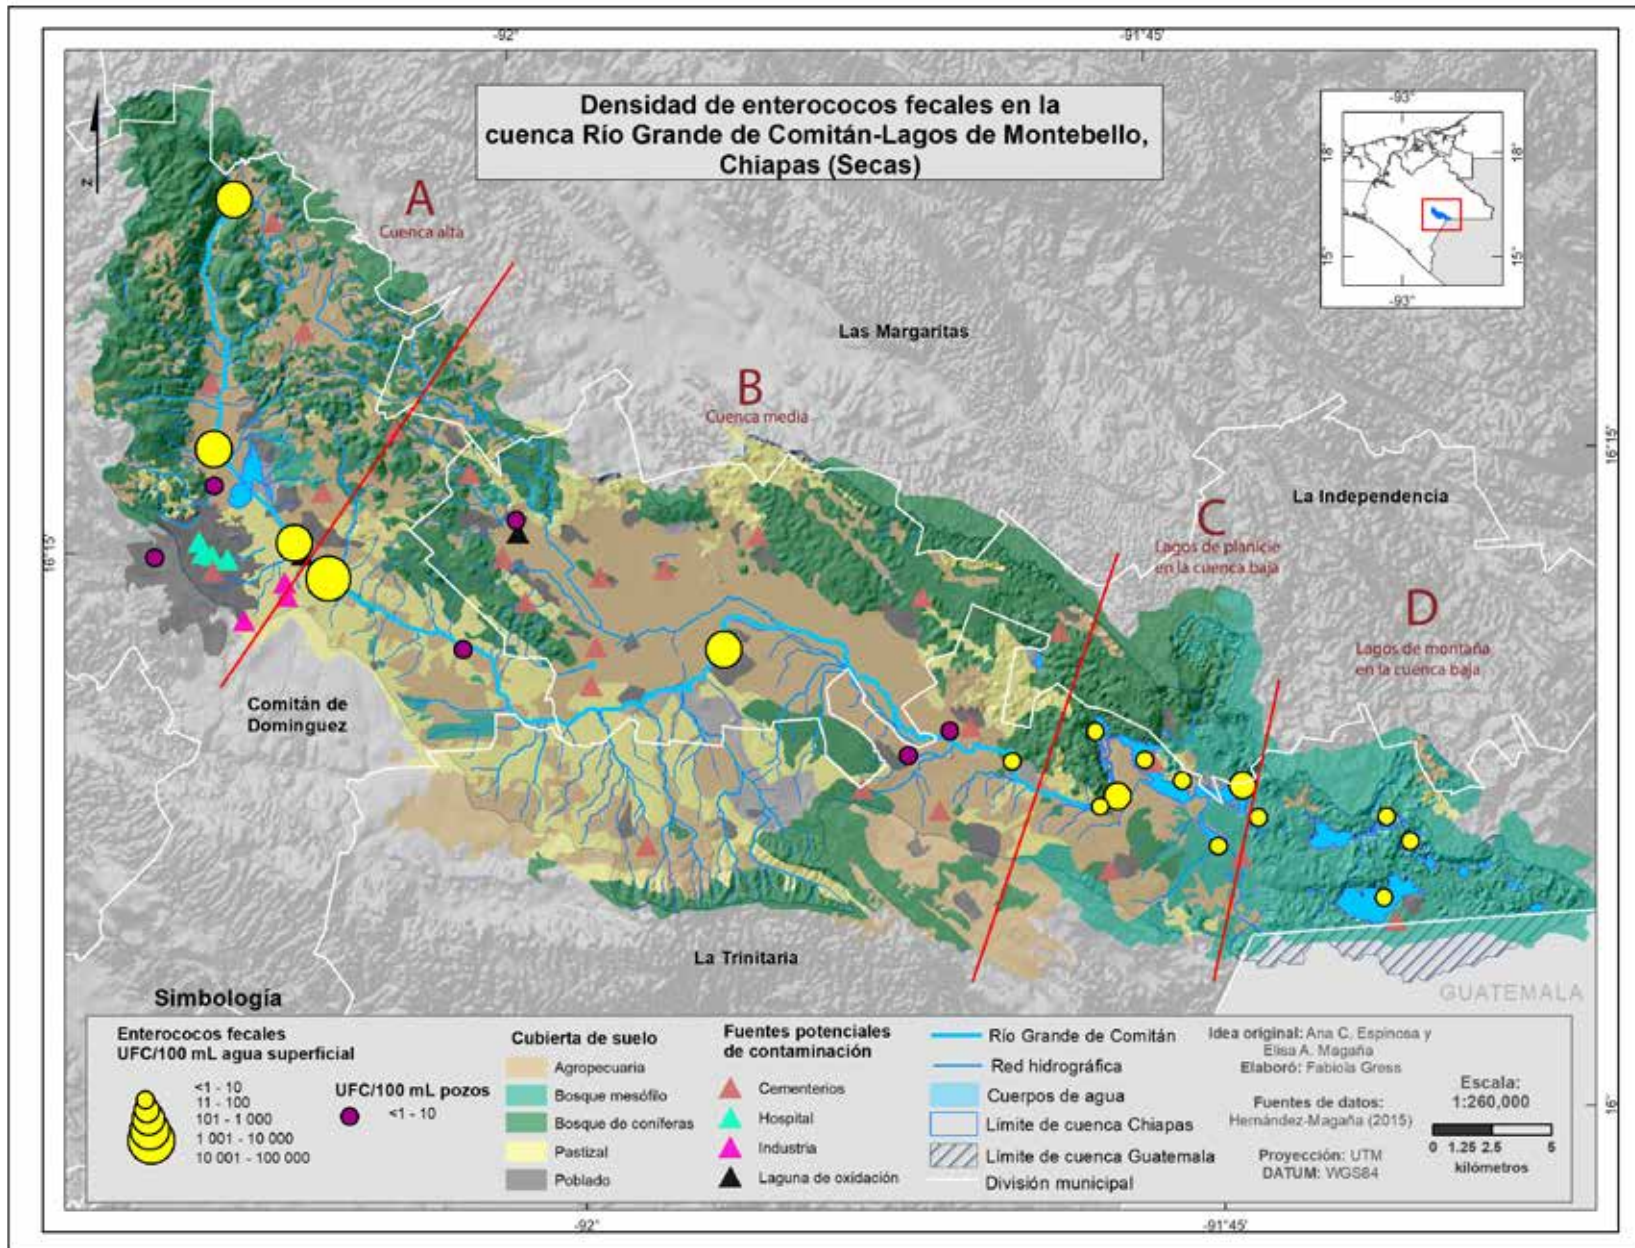 -92°
-91°45'
Densidad de enterococos fecales en la
cuenca Río Grande de Comitán-Lagos de Montebello,
Chiapas (Secas)
-93°
18°
18°
15°
15°
-93°
N
A
Cuenca alta
Las Margaritas
B
Cuenca media
16°15'
La Independencia
C
Lagos de planicie
en la cuenca baja
16°15'
D
Lagos de montaña
en la cuenca baja
Comitán de
Dominguez
La Trinitaria
GUATEMALA
Simbología
Enterococos fecales
UFC/100 mL agua superficial
<1 - 10
11 - 100
101 - 1 000
1 001 - 10 000
10 001 - 100 000
UFC/100 mL pozos
<1 - 10
Cubierta de suelo
Agropecuaria
Bosque mesófilo
Bosque de coníferas
Pastizal
Poblado
Fuentes potenciales
de contaminación
Cementerios
Hospital
Industria
Laguna de oxidación
Río Grande de Comitán
Red hidrográfica
Cuerpos de agua
Límite de cuenca Chiapas
Límite de cuenca Guatemala
División municipal
Idea original: Ana C. Espinosa y
Elisa A. Magaña
Elaboró: Fabiola Gress
Fuentes de datos:
Hernández-Magaña (2015)
Proyección: UTM
DATUM: WGS84
Escala:
1:260,000
0 1.25 2.5 5
kilómetros
16°
-92°
-91°45'